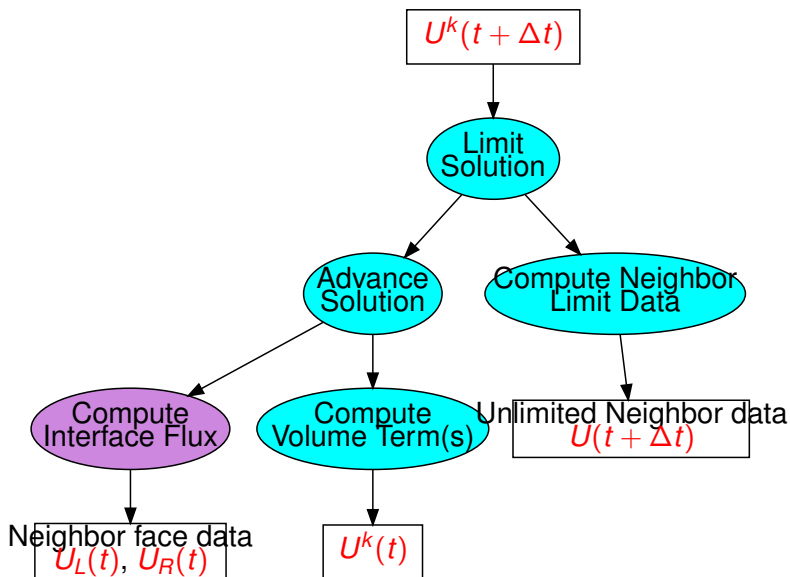 U^k(t + Δt)
Limit
Solution
Advance
Solution
Compute Neighbor
Limit Data
Compute
Interface Flux
Compute
Volume Term(s)
Unlimited Neighbor data
U(t + Δt)
Neighbor face data
U_L(t), U_R(t)
U^k(t)